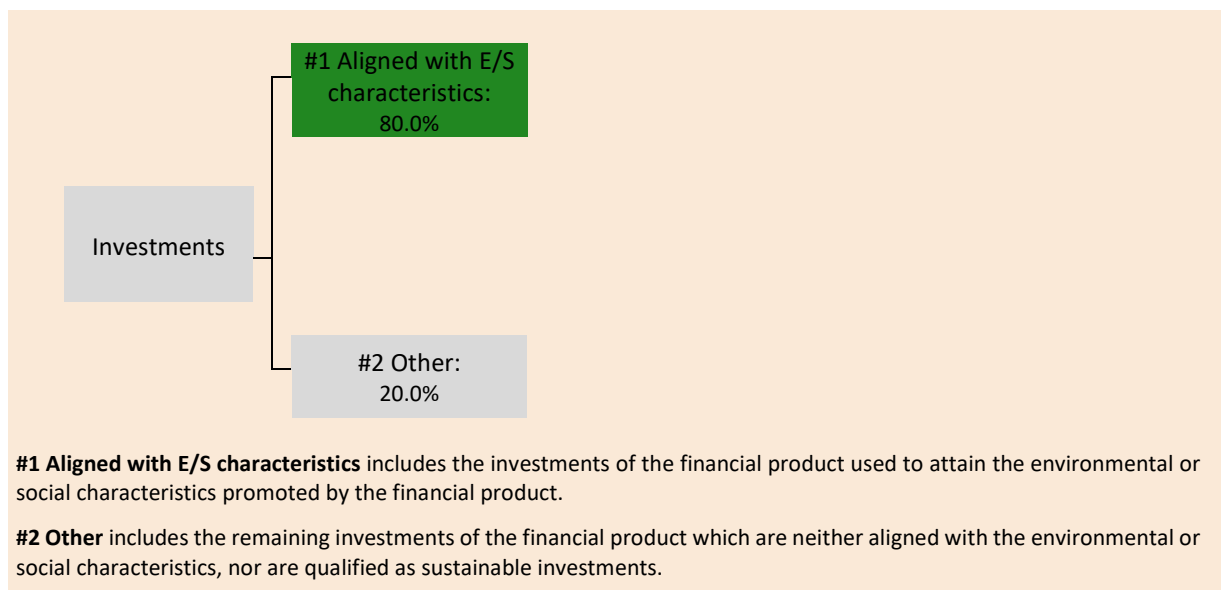 #1 Aligned with E/S
characteristics:
80.0%
Investments
#2 Other:
20.0%
#1 Aligned with E/S characteristics includes the investments of the financial product used to attain the environmental or
social characteristics promoted by the financial product.
#2 Other includes the remaining investments of the financial product which are neither aligned with the environmental or
social characteristics, nor are qualified as sustainable investments.